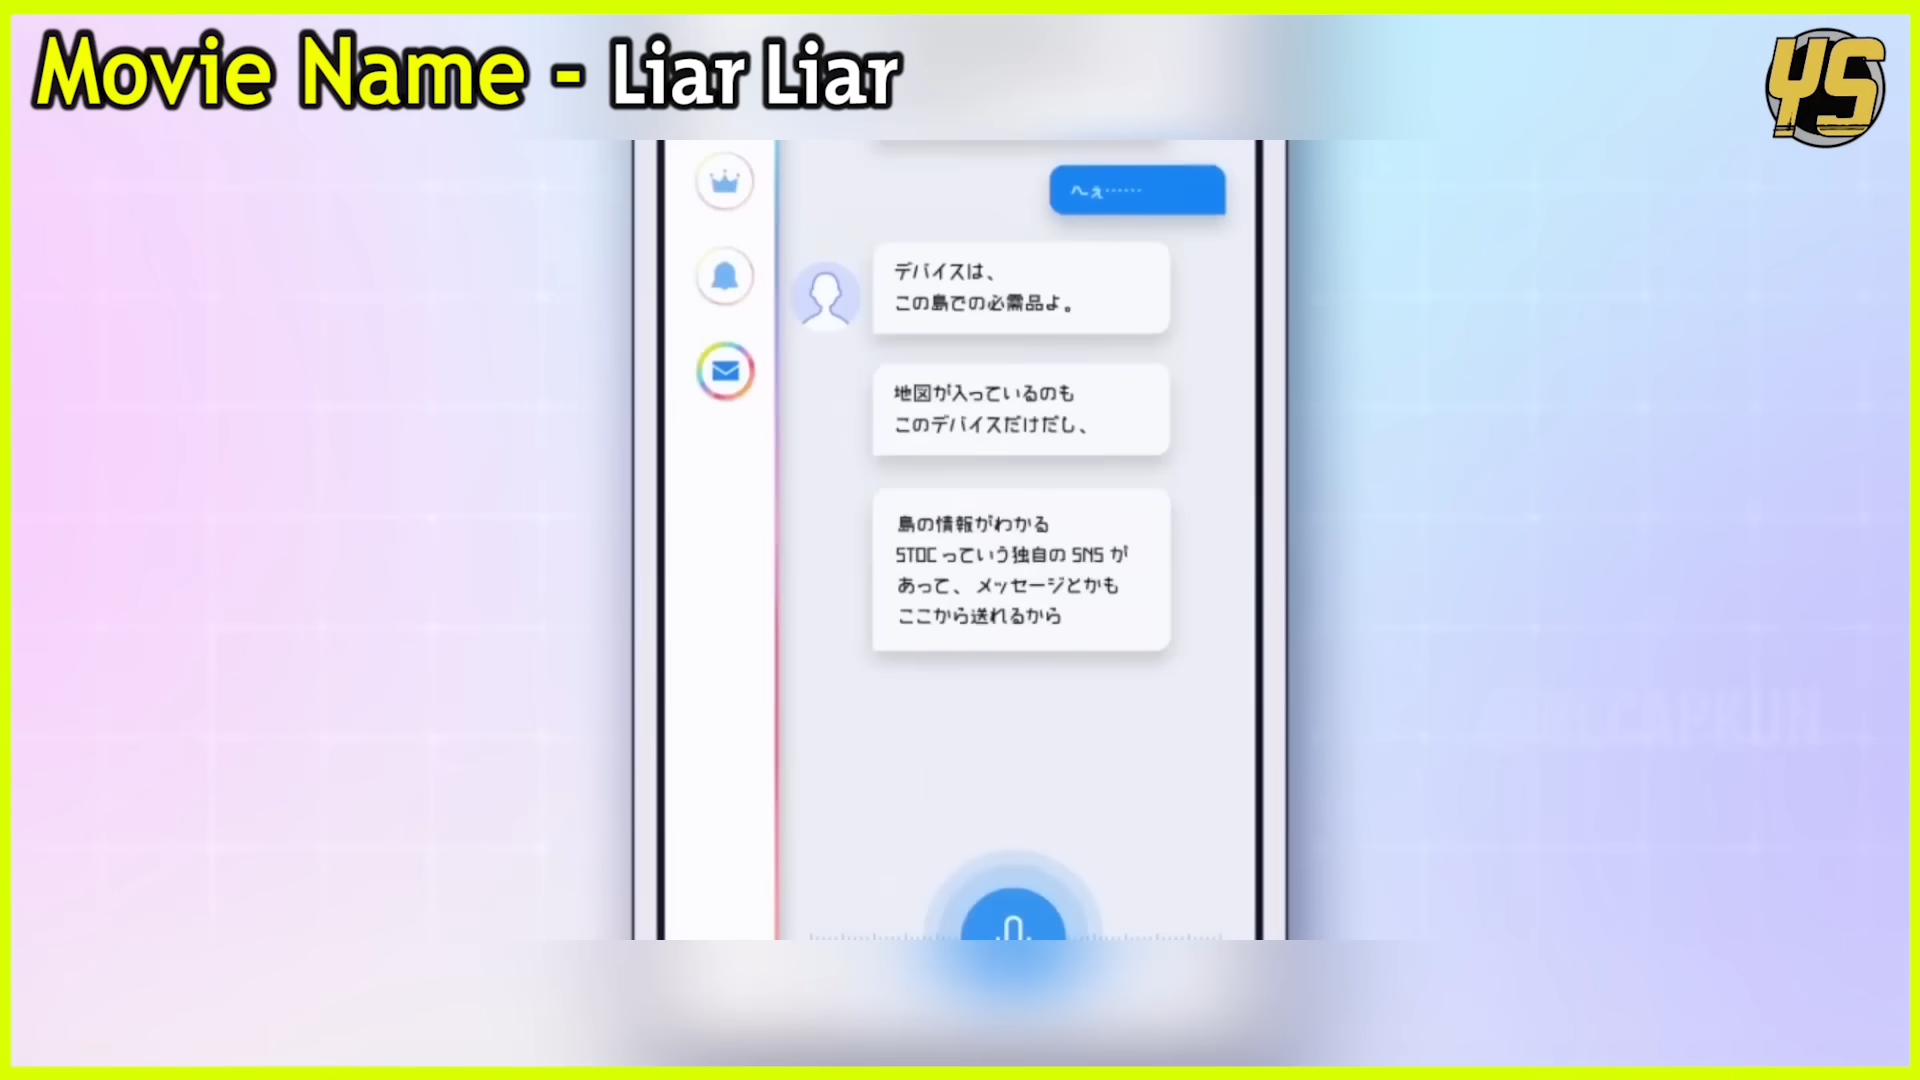 Movie Name - Liar Liar
YS
へぇ……
デバイスは、
この島での必需品よ。
地図が入っているのも
このデバイスだけだし、
島の情報がわかる
STOCっていう独自のSNSが
あって、メッセージとかも
ここから送れるから